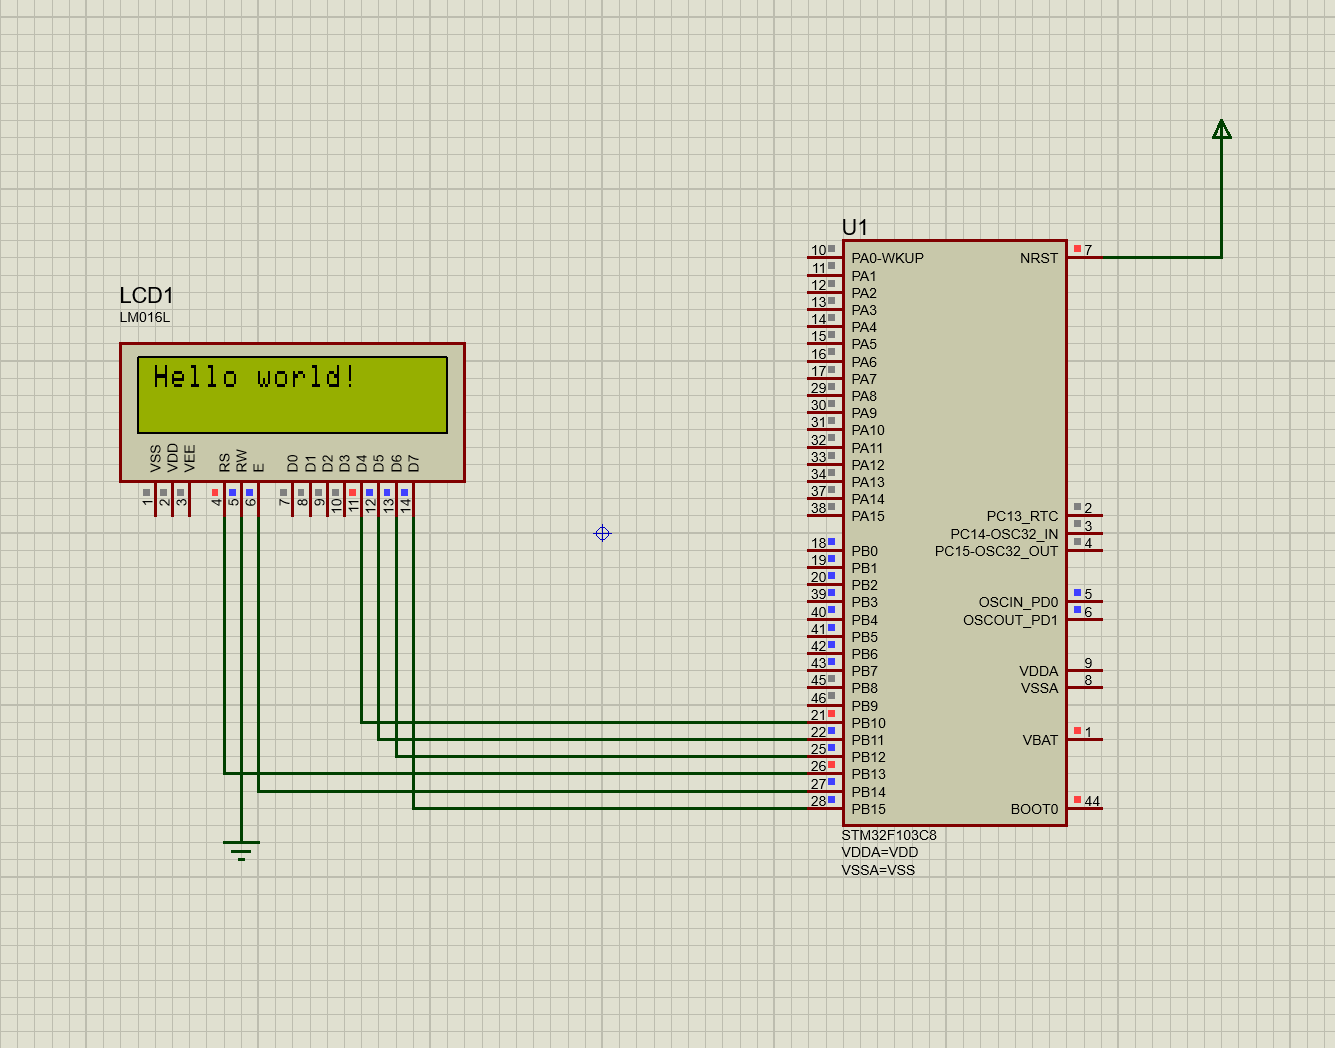 LCD1
LM016L
Hello world!
VSS VDD VEE RS RW E D0 D1 D2 D3 D4 D5 D6 D7
1 2 3 4 5 6 7 8 9 10 11 12 13 14
U1
10 PA0-WKUP NRST 7
11 PA1
12 PA2
13 PA3
14 PA4
15 PA5
16 PA6
17 PA7
29 PA8
30 PA9
31 PA10
32 PA11
33 PA12
34 PA13
37 PA14
38 PA15 PC13_RTC 2
PC14-OSC32_IN 3
18 PB0 PC15-OSC32_OUT 4
19 PB1
20 PB2
39 PB3 OSCIN_PD0 5
40 PB4 OSCOUT_PD1 6
41 PB5
42 PB6
43 PB7 VDDA 9
45 PB8 VSSA 8
46 PB9
21 PB10
22 PB11 VBAT 1
25 PB12
26 PB13
27 PB14
28 PB15 BOOT0 44
STM32F103C8
VDDA=VDD
VSSA=VSS